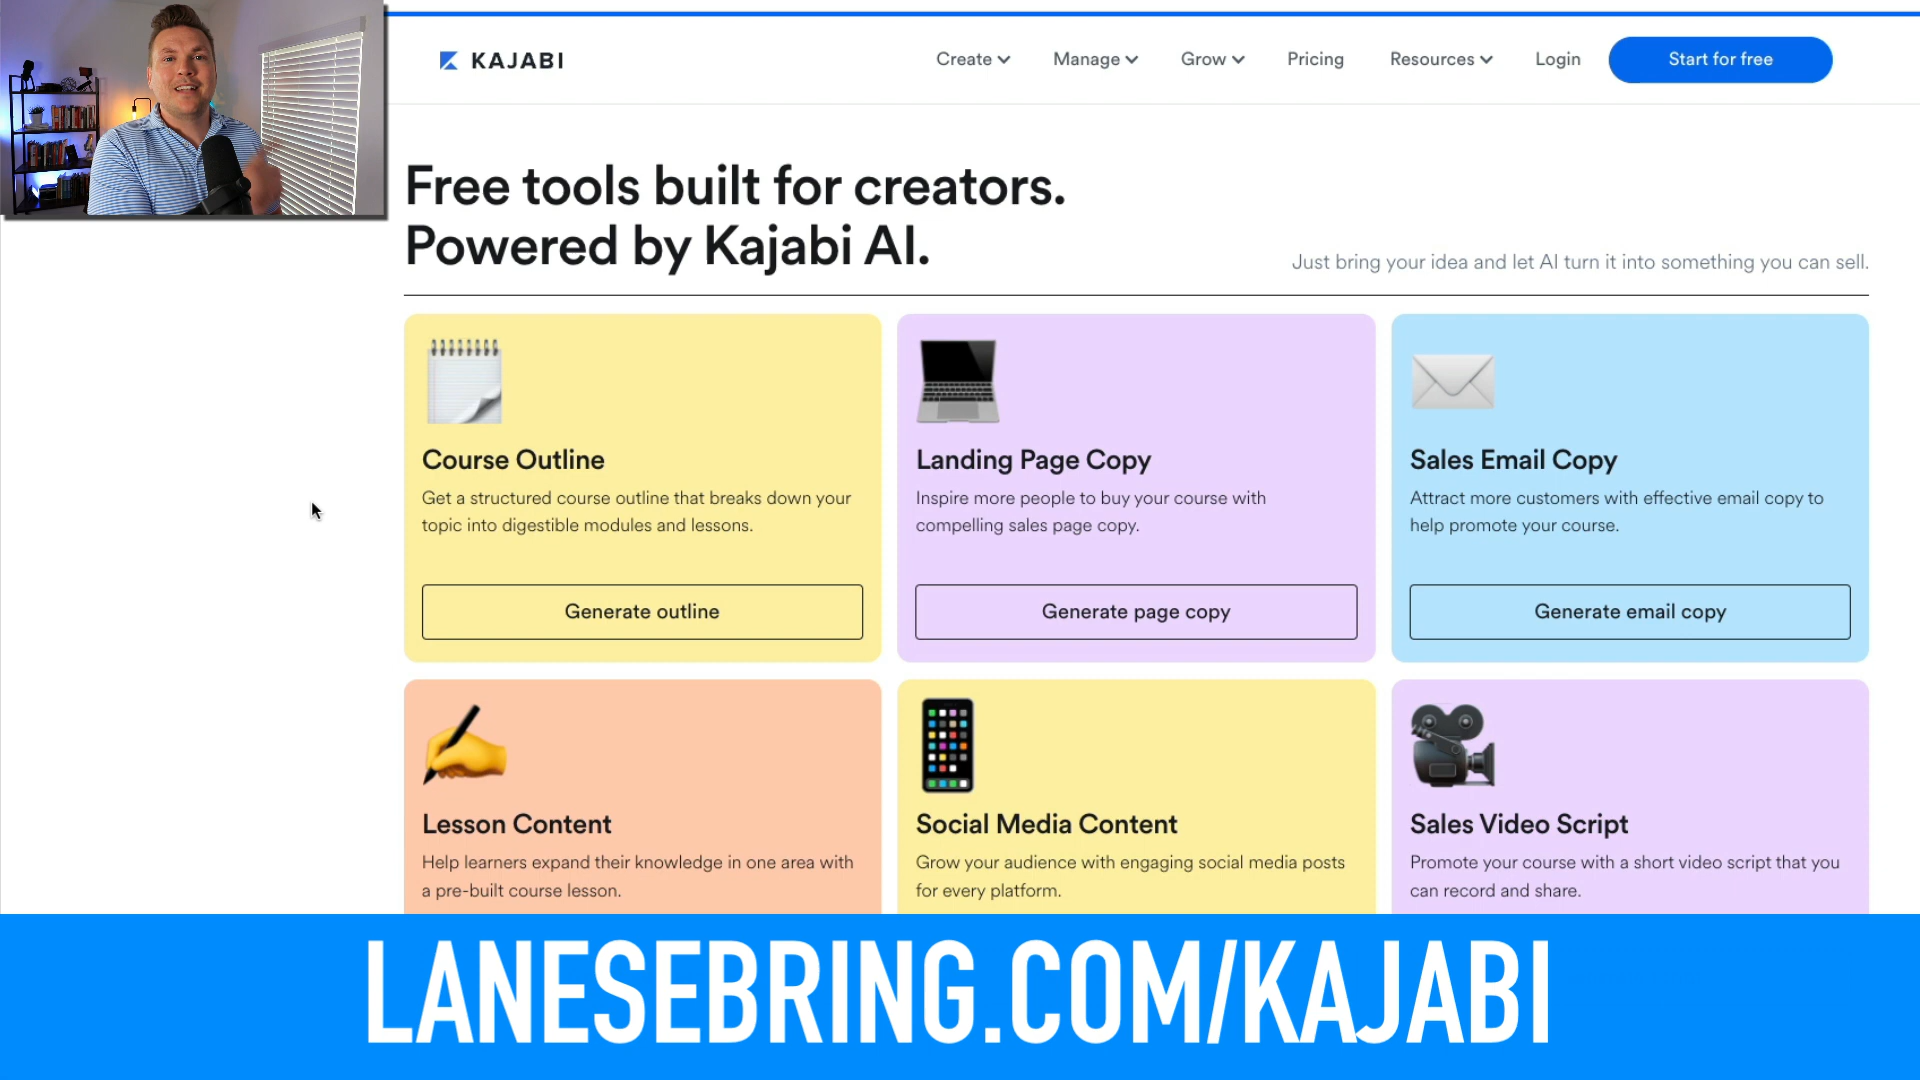 KAJABI
Create
Manage
Grow
Pricing
Resources
Login
Start for free
Free tools built for creators.
Powered by Kajabi AI.
Just bring your idea and let AI turn it into something you can sell.
Course Outline
Get a structured course outline that breaks down your
topic into digestible modules and lessons.
Generate outline
Landing Page Copy
Inspire more people to buy your course with
compelling sales page copy.
Generate page copy
Sales Email Copy
Attract more customers with effective email copy to
help promote your course.
Generate email copy
Lesson Content
Help learners expand their knowledge in one area with
a pre-built course lesson.
Social Media Content
Grow your audience with engaging social media posts
for every platform.
Sales Video Script
Promote your course with a short video script that you
can record and share.
LANESEBRING.COM/KAJABI